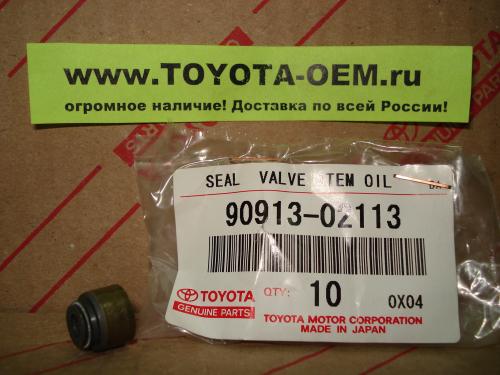 www.TOYOTA-OEM.ru
огромное наличие! Доставка по всей России!
SEAL VALVE STEM OIL
90913-02113
TOYOTA
GENUINE PARTS
QTY: 10 0X04
TOYOTA MOTOR CORPORATION
MADE IN JAPAN